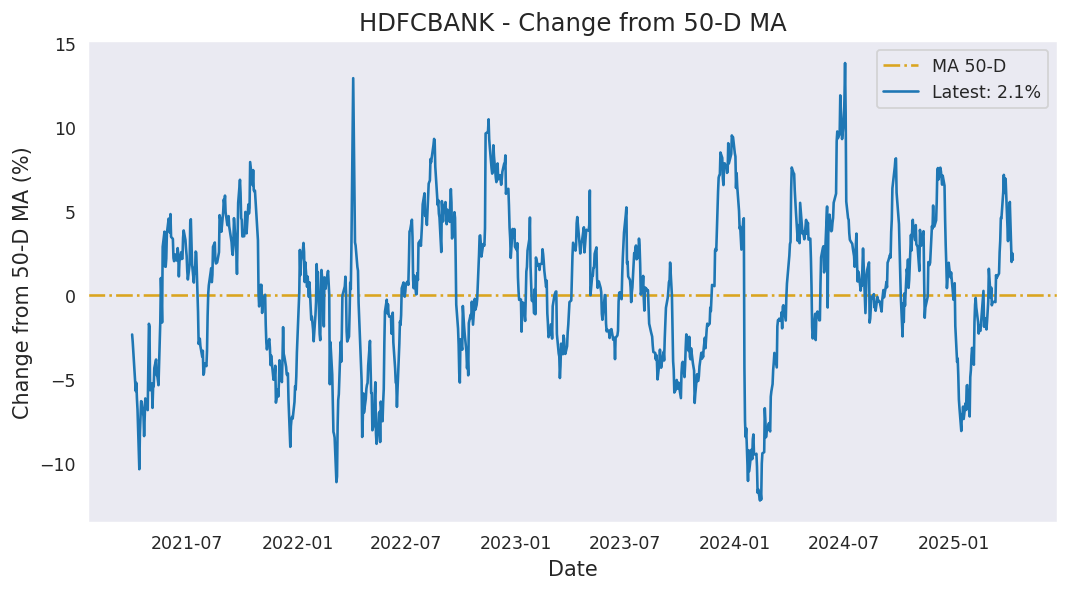 HDFCBANK - Change from 50-D MA
MA 50-D
Latest: 2.1%
Change from 50-D MA (%)
15
10
5
0
−5
−10
2021-07
2022-01
2022-07
2023-01
2023-07
2024-01
2024-07
2025-01
Date